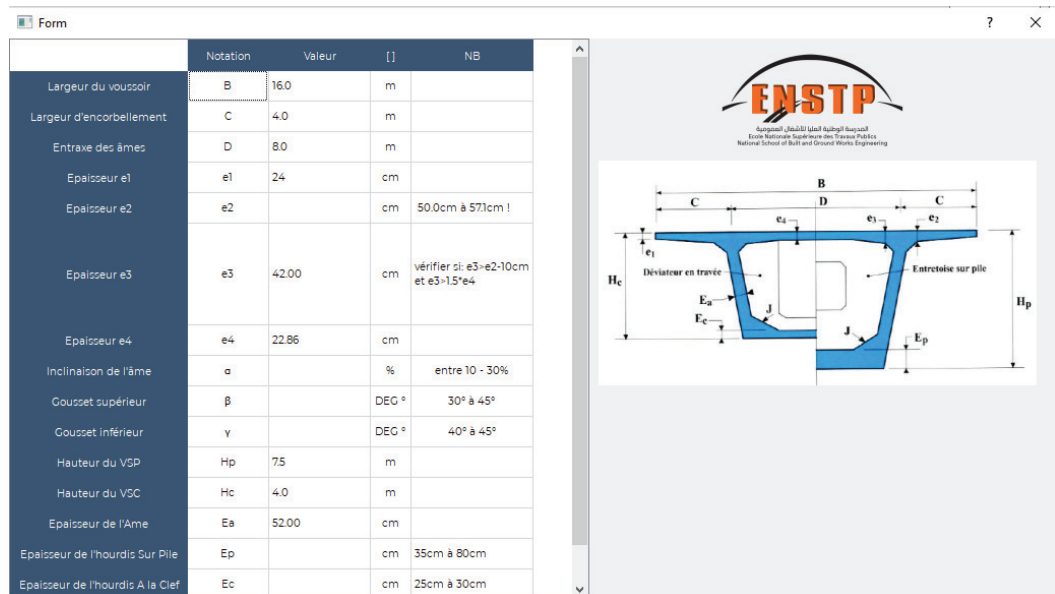 Form
? ×
Notation Valeur [ ] NB
Largeur du voussoir B 16.0 m
Largeur d'encorbellement C 4.0 m
Entraxe des âmes D 8.0 m
Epaisseur e1 e1 24 cm
Epaisseur e2 e2 cm 50.0cm à 57.1cm !
Epaisseur e3 e3 42.00 cm vérifier si: e3>e2-10cm
et e3>1.5*e4
Epaisseur e4 e4 22.86 cm
Inclinaison de l'âme α % entre 10 - 30%
Gousset supérieur β DEG ° 30° à 45°
Gousset inférieur γ DEG ° 40° à 45°
Hauteur du VSP Hp 7.5 m
Hauteur du VSC Hc 4.0 m
Epaisseur de l'Ame Ea 52.00 cm
Epaisseur de l'hourdis Sur Pile Ep cm 35cm à 80cm
Epaisseur de l'hourdis A la Clef Ec cm 25cm à 30cm
ENSTP
المدرسة الوطنية العليا للأشغال العمومية
Ecole Nationale Supérieure des Travaux Publics
National School of Built and Ground Works Engineering
B
C D C
e4 e3 e2
e1
Hc Déviateur en travée Entretoise sur pile Hp
Ea J
Ec J Ep